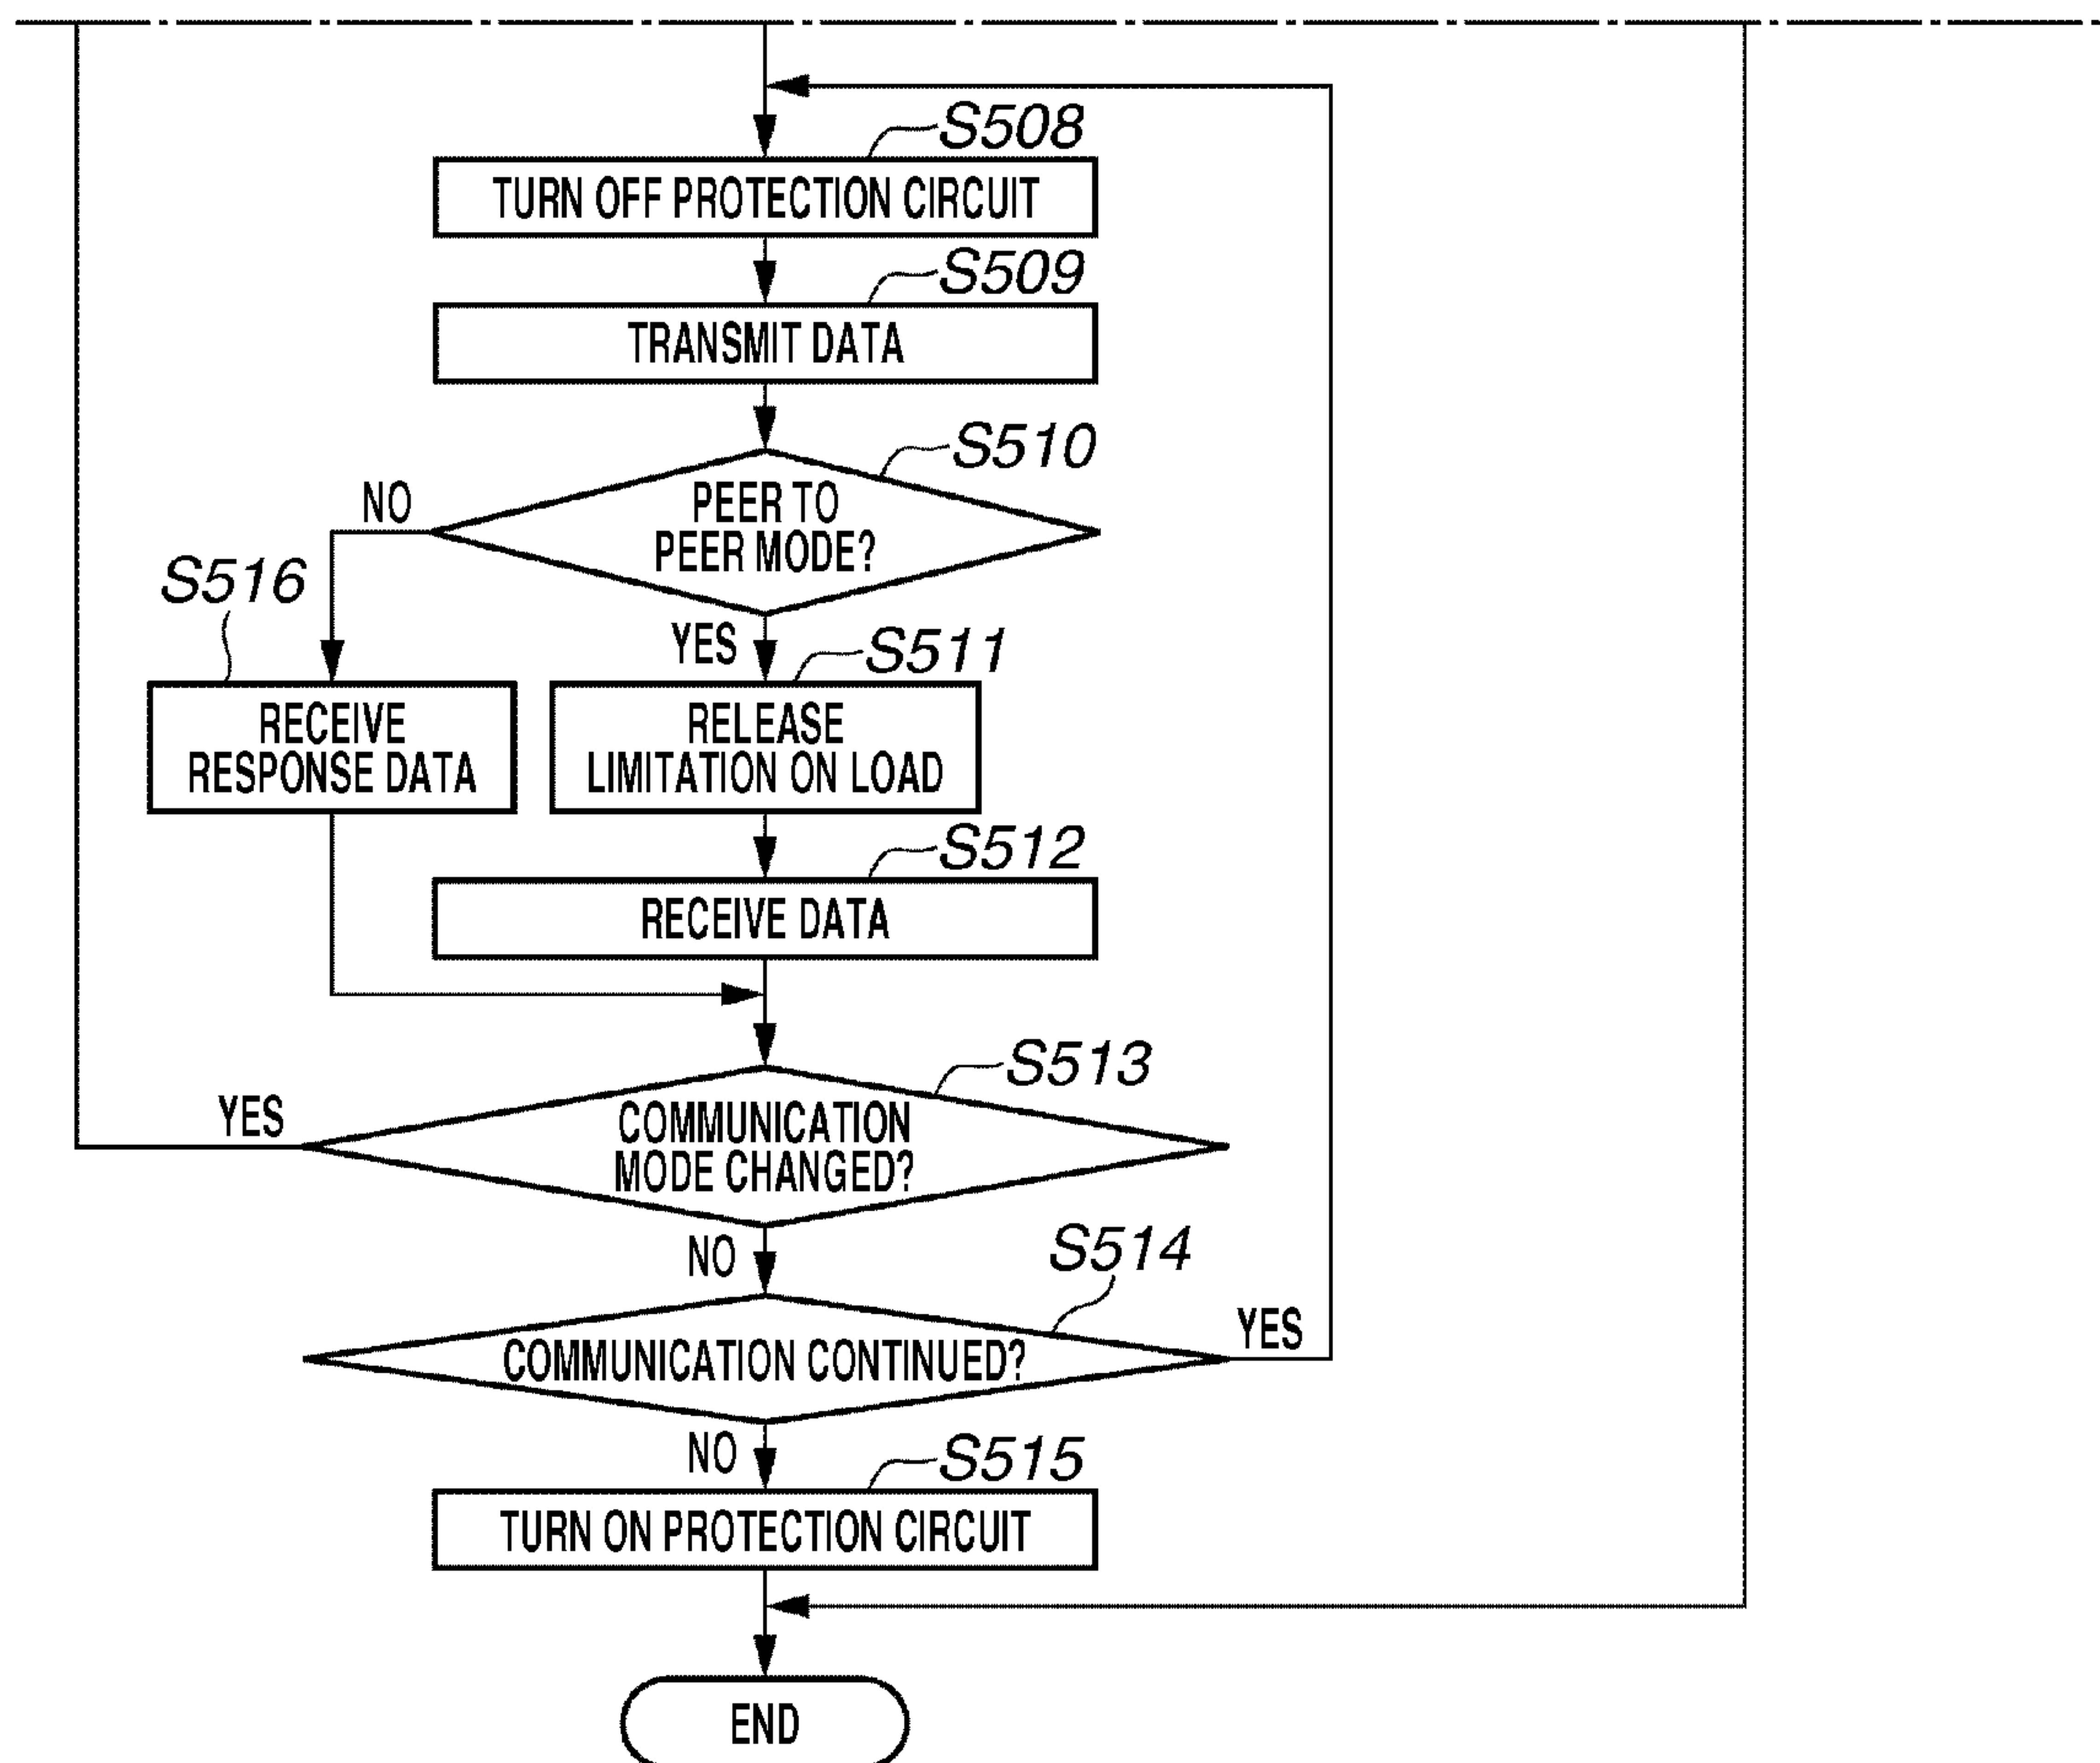 S508
TURN OFF PROTECTION CIRCUIT
S509
TRANSMIT DATA
S510
PEER TO
PEER MODE?
NO
S516
YES
S511
RECEIVE
RESPONSE DATA
RELEASE
LIMITATION ON LOAD
S512
RECEIVE DATA
S513
YES
COMMUNICATION
MODE CHANGED?
NO
S514
YES
COMMUNICATION CONTINUED?
NO
S515
TURN ON PROTECTION CIRCUIT
END